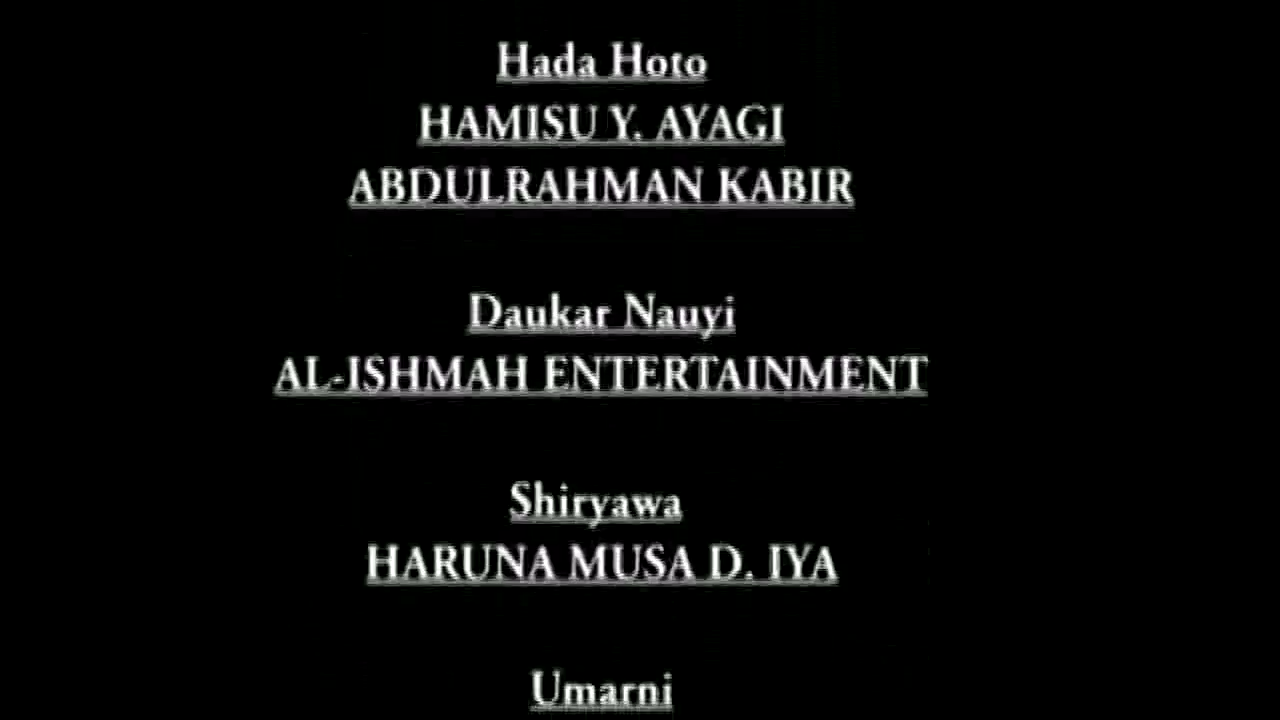 Hada Hoto
HAMISU Y. AYAGI
ABDULRAHMAN KABIR
Daukar Nauyi
AL-ISHMAH ENTERTAINMENT
Shiryawa
HARUNA MUSA D. IYA
Umarni